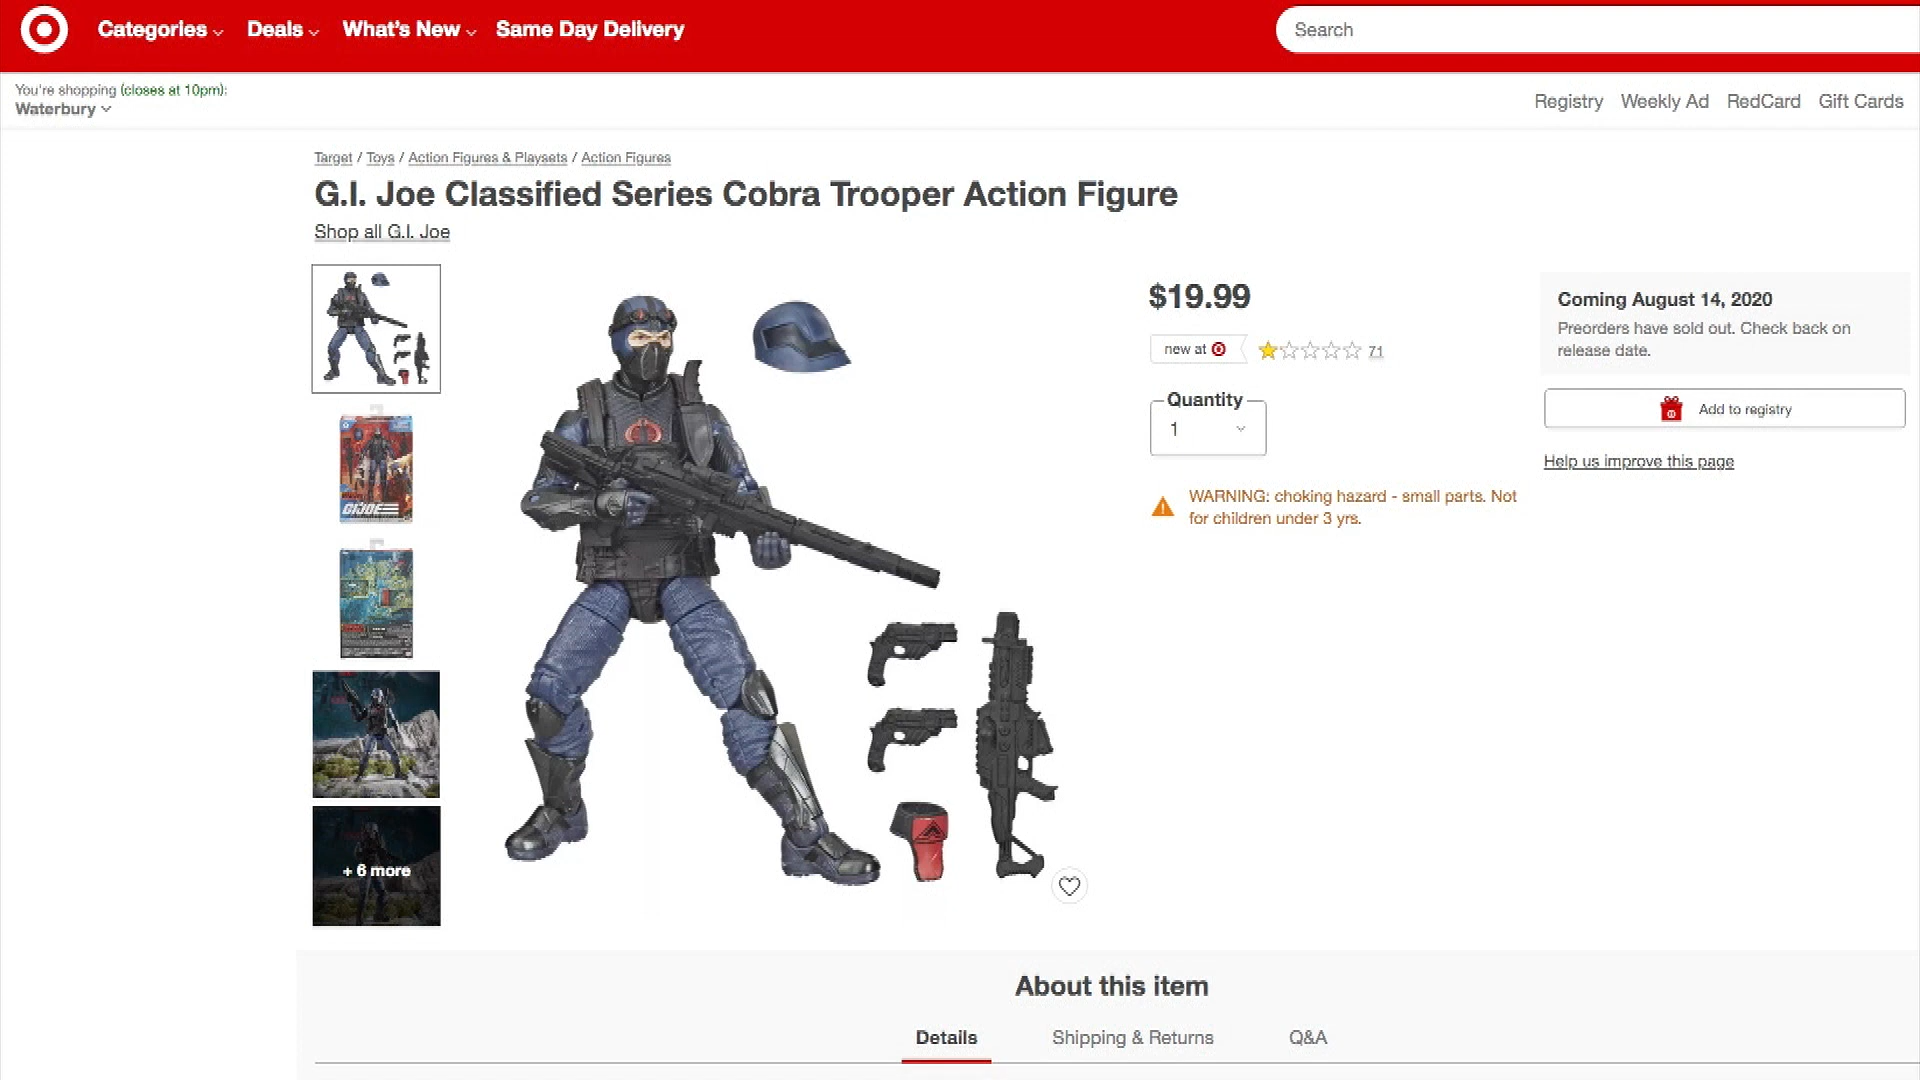 Categories
Deals
What's New
Same Day Delivery
Search
You're shopping (closes at 10pm):
Waterbury
Registry
Weekly Ad
RedCard
Gift Cards
Target / Toys / Action Figures & Playsets / Action Figures
G.I. Joe Classified Series Cobra Trooper Action Figure
Shop all G.I. Joe
GIJOE
+ 6 more
$19.99
new at
71
Quantity
1
WARNING: choking hazard - small parts. Not
for children under 3 yrs.
Coming August 14, 2020
Preorders have sold out. Check back on
release date.
Add to registry
Help us improve this page
About this item
Details
Shipping & Returns
Q&A